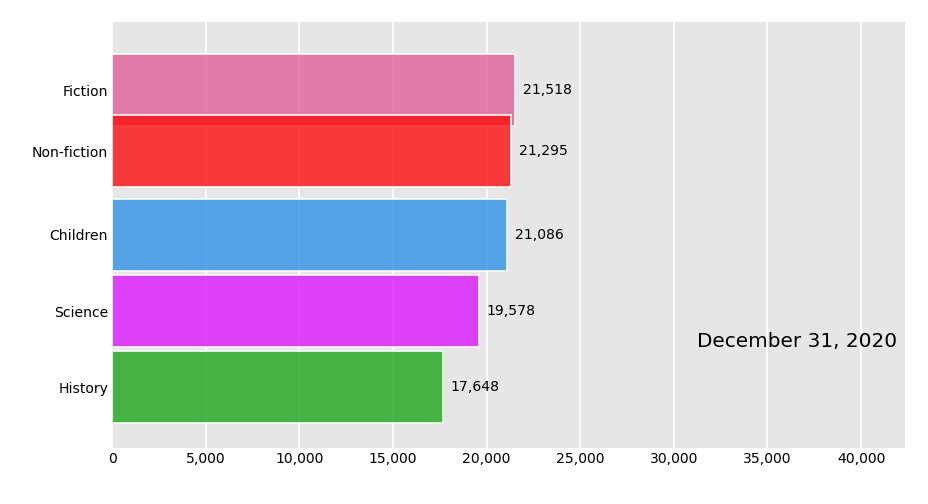 Fiction 21,518
Non-fiction 21,295
Children 21,086
Science 19,578
December 31, 2020
History 17,648
0 5,000 10,000 15,000 20,000 25,000 30,000 35,000 40,000